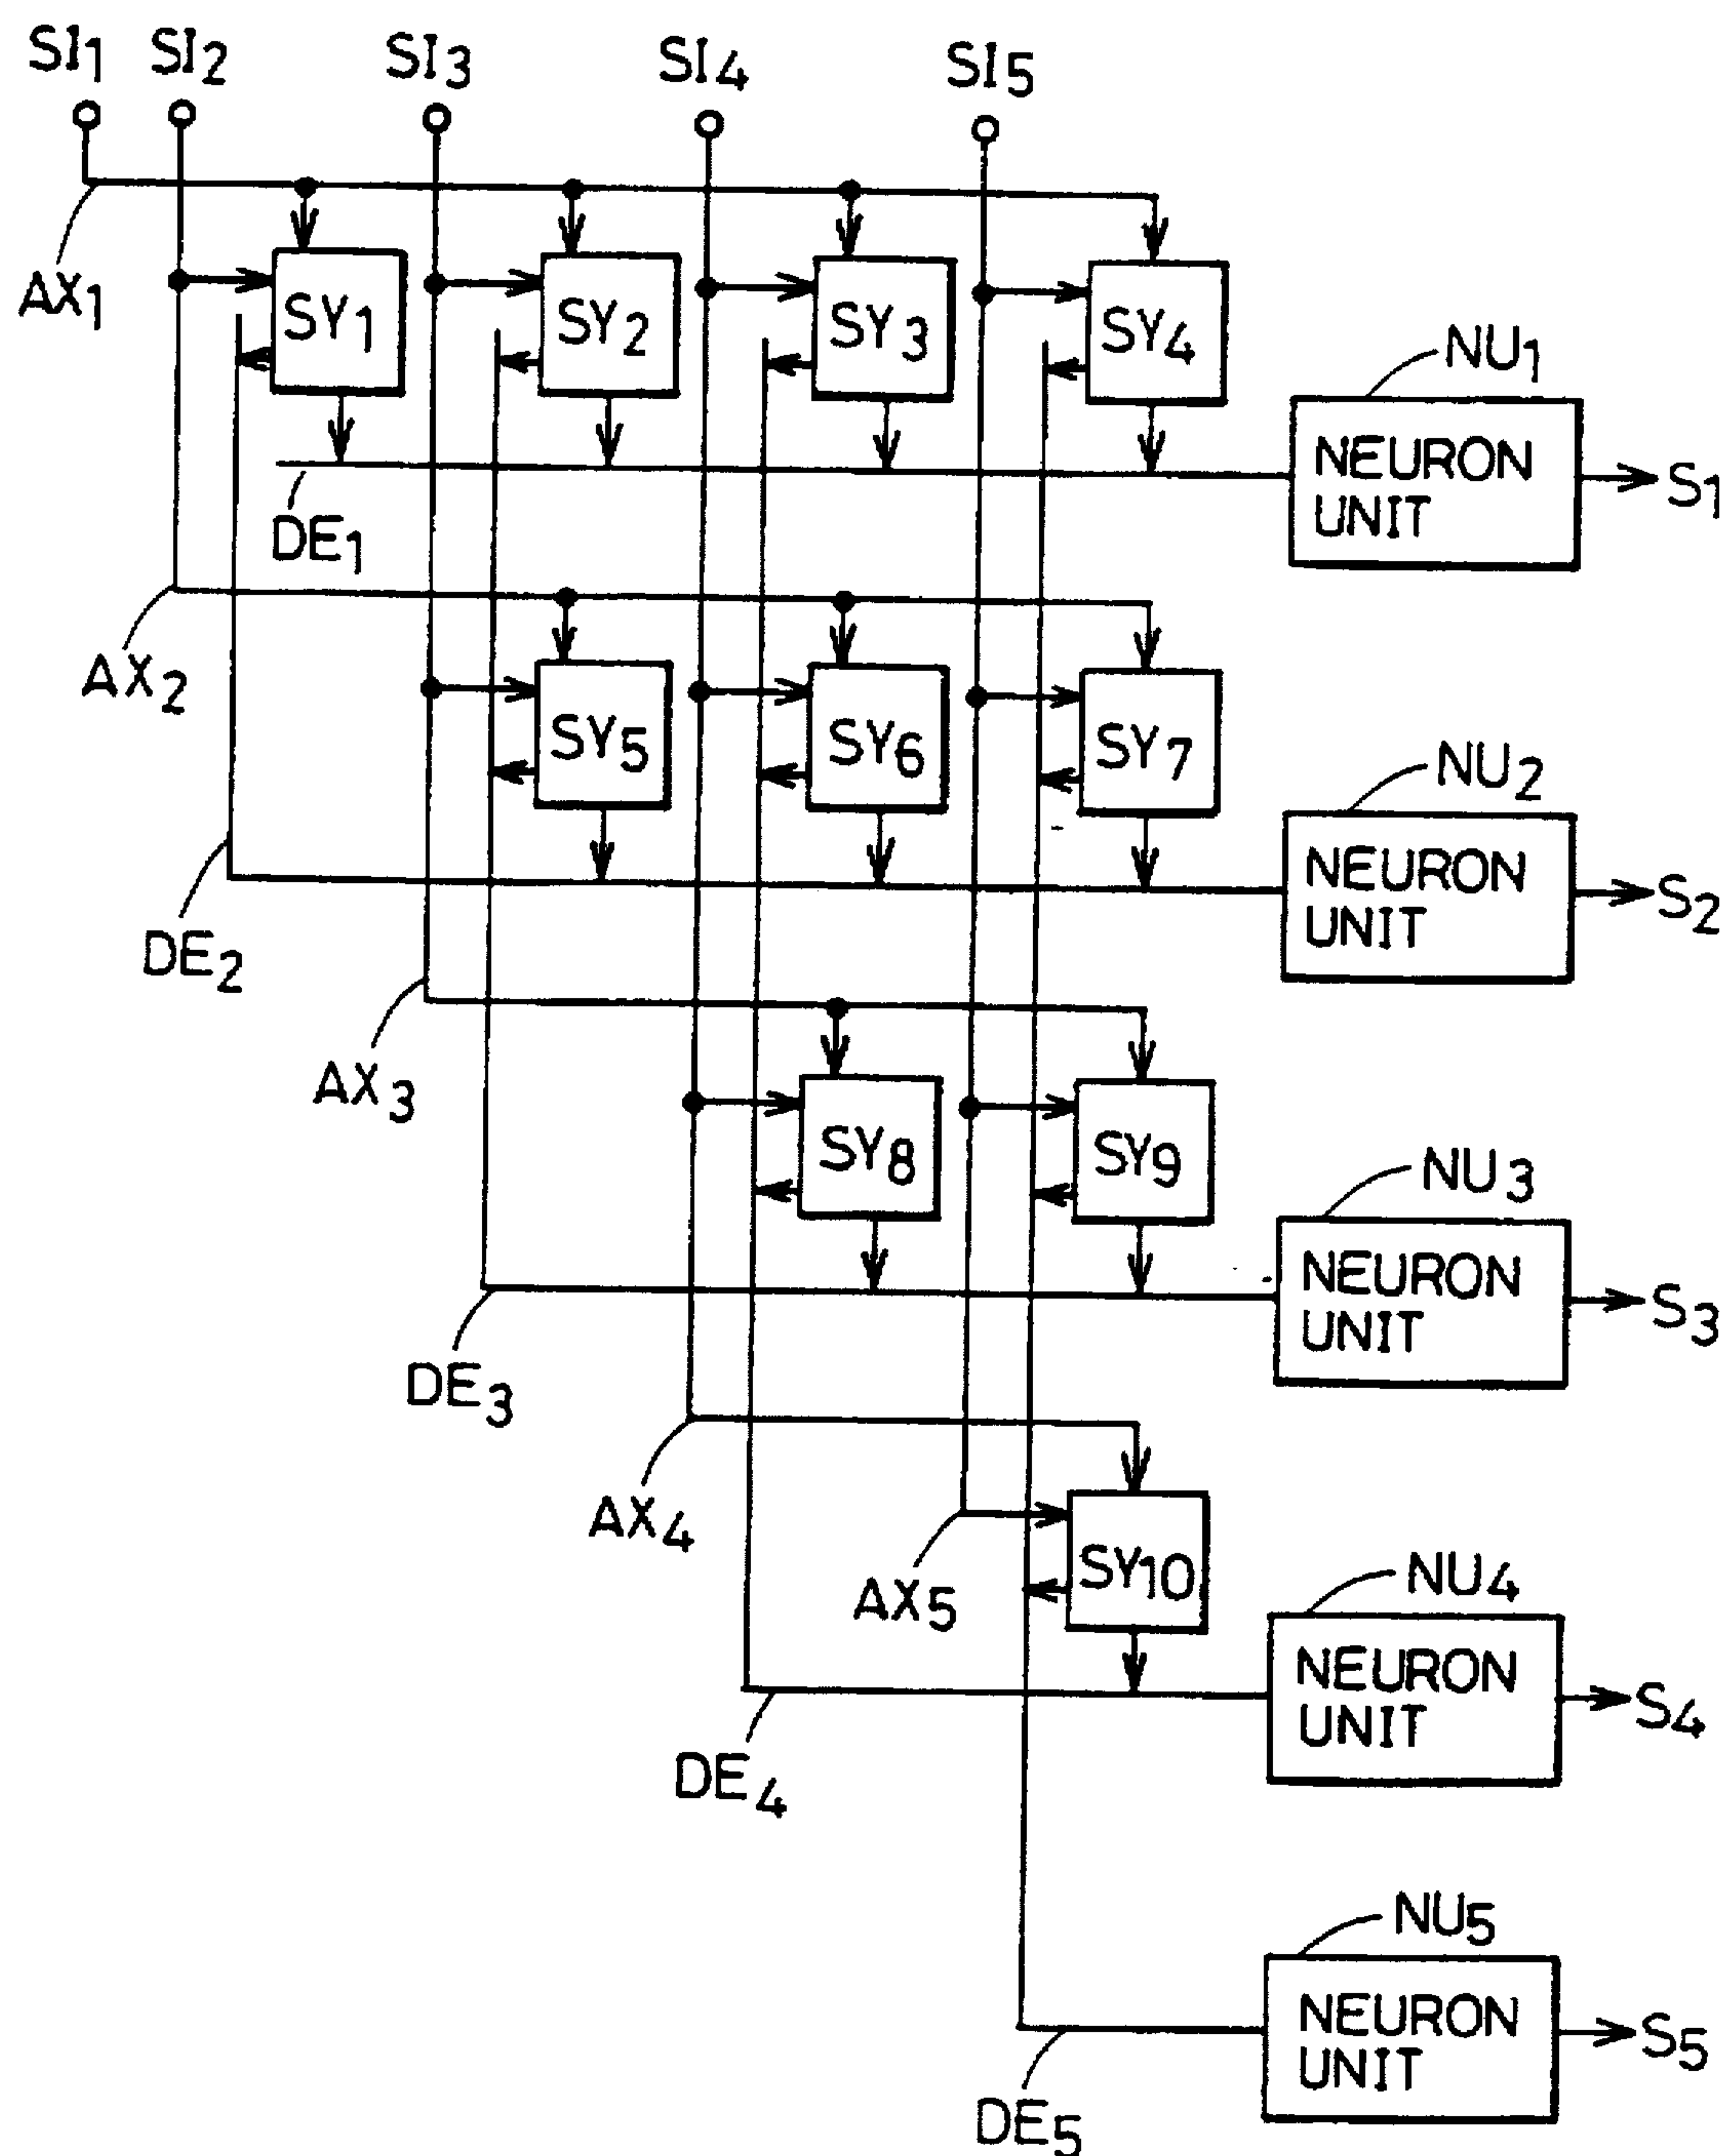 SI1 SI2 SI3 SI4 SI5
AX1
SY1 SY2 SY3 SY4
NU1
NEURON
UNIT
S1
DE1
AX2
SY5 SY6 SY7
NU2
NEURON
UNIT
S2
DE2
AX3
SY8 SY9
NU3
NEURON
UNIT
S3
DE3
AX4
AX5
SY10
NU4
NEURON
UNIT
S4
DE4
NU5
NEURON
UNIT
S5
DE5